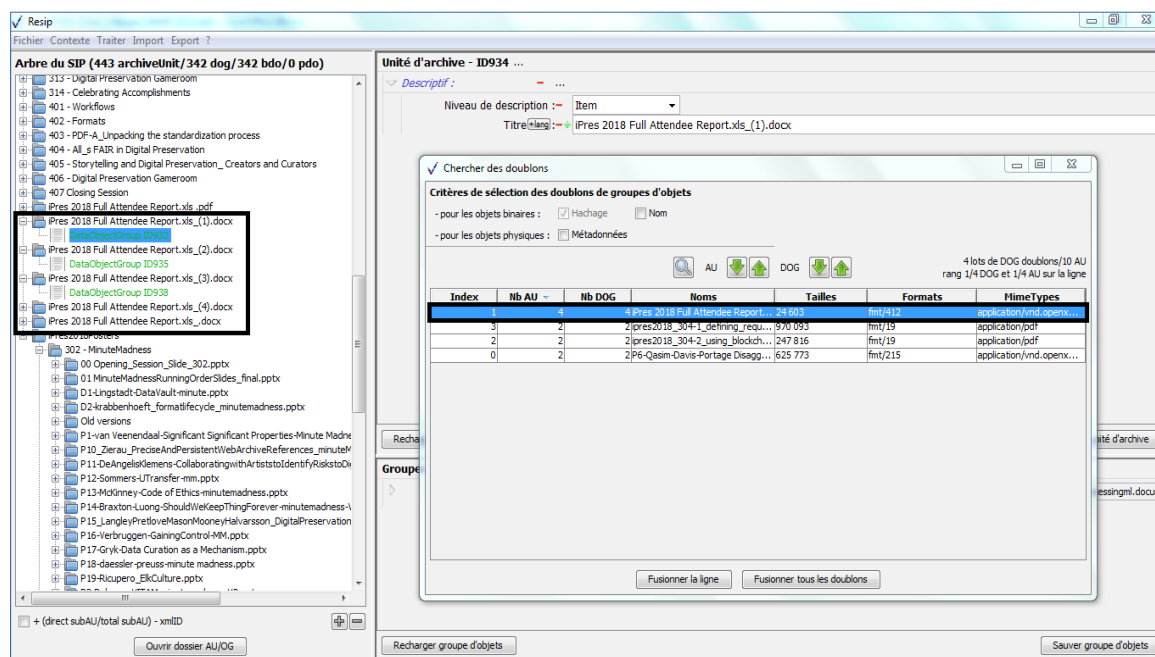 Resip
Fichier Contexte Traiter Import Export ?
Arbre du SIP (443 archiveUnit/342 dog/342 bdo/0 pdo)
313 - Digital Preservation Gameroom
314 - Celebrating Accomplishments
401 - Workflows
402 - Formats
403 - PDF-A_Unpacking the standardization process
404 - All_s FAIR in Digital Preservation
405 - Storytelling and Digital Preservation_ Creators and Curators
406 - Digital Preservation Gameroom
407 Closing Session
iPres 2018 Full Attendee Report.xls .pdf
iPres 2018 Full Attendee Report.xls_(1).docx
DataObjectGroup ID932
iPres 2018 Full Attendee Report.xls_(2).docx
DataObjectGroup ID935
iPres 2018 Full Attendee Report.xls_(3).docx
DataObjectGroup ID938
iPres 2018 Full Attendee Report.xls_(4).docx
iPres 2018 Full Attendee Report.xls_.docx
iPres2018Posters
302 - MinuteMadness
00 Opening_Session_Slide_302.pptx
01 MinuteMadnessRunningOrderSlides_final.pptx
D1-Lingstadt-DataVault-minute.pptx
D2-krabbenhoeft_formatlifecycle_minutemadness.pptx
Old versions
P1-van Veenendaal-Significant Significant Properties-Minute Madne
P10_Zierau_PreciseAndPersistentWebArchiveReferences_minuteM
P11-DeAngelisKlemens-CollaboratingwithArtiststoIdentifyRiskstoDi
P12-Sommers-UTransfer-mm.pptx
P13-McKinney-Code of Ethics-minutemadness.pptx
P14-Braxton-Luong-ShouldWeKeepThingForever-minutemadness-V
P15_LangleyPretloveMasonMooneyHalvarsson_DigitalPreservation
P16-Verbruggen-GainingControl-MM.pptx
P17-Gryk-Data Curation as a Mechanism.pptx
P18-daessler-preuss-minute madness.pptx
P19-Ricupero_ElkCulture.pptx
+ (direct subAU/total subAU) - xmlID
Ouvrir dossier AU/OG
Unité d'archive - ID934 ...
Descriptif : - ...
Niveau de description :- Item
Titre +lang :-+ iPres 2018 Full Attendee Report.xls_(1).docx
Chercher des doublons
Critères de sélection des doublons de groupes d'objets
- pour les objets binaires : Hachage Nom
- pour les objets physiques : Métadonnées
AU DOG
4 lots de DOG doublons/10 AU
rang 1/4 DOG et 1/4 AU sur la ligne
Index Nb AU Nb DOG Noms Tailles Formats MimeTypes
1 4 4 iPres 2018 Full Attendee Report... 24 603 fmt/412 application/vnd.openx...
3 2 2 ipres2018_304-1_defining_requ... 970 093 fmt/19 application/pdf
2 2 2 ipres2018_304-2_using_blockch... 247 816 fmt/19 application/pdf
0 2 2 P6-Qasim-Davis-Portage Disagg... 625 773 fmt/215 application/vnd.openx...
Fusionner la ligne Fusionner tous les doublons
Recha
nité d'archive
Groupe
essingml.docu
Recharger groupe d'objets
Sauver groupe d'objets